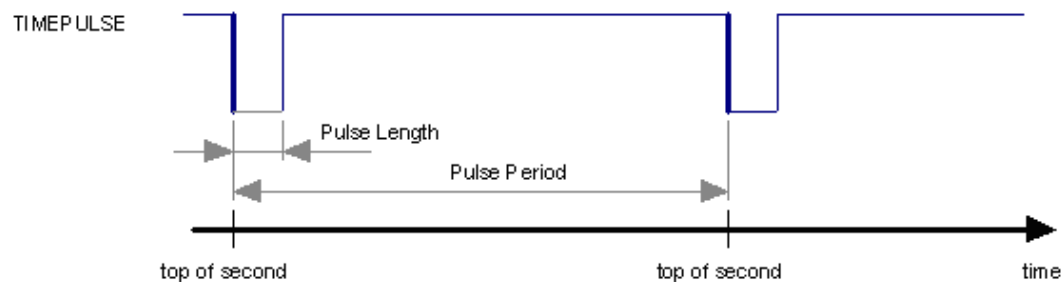 TIMEPULSE
Pulse Length
Pulse Period
top of second
top of second
time